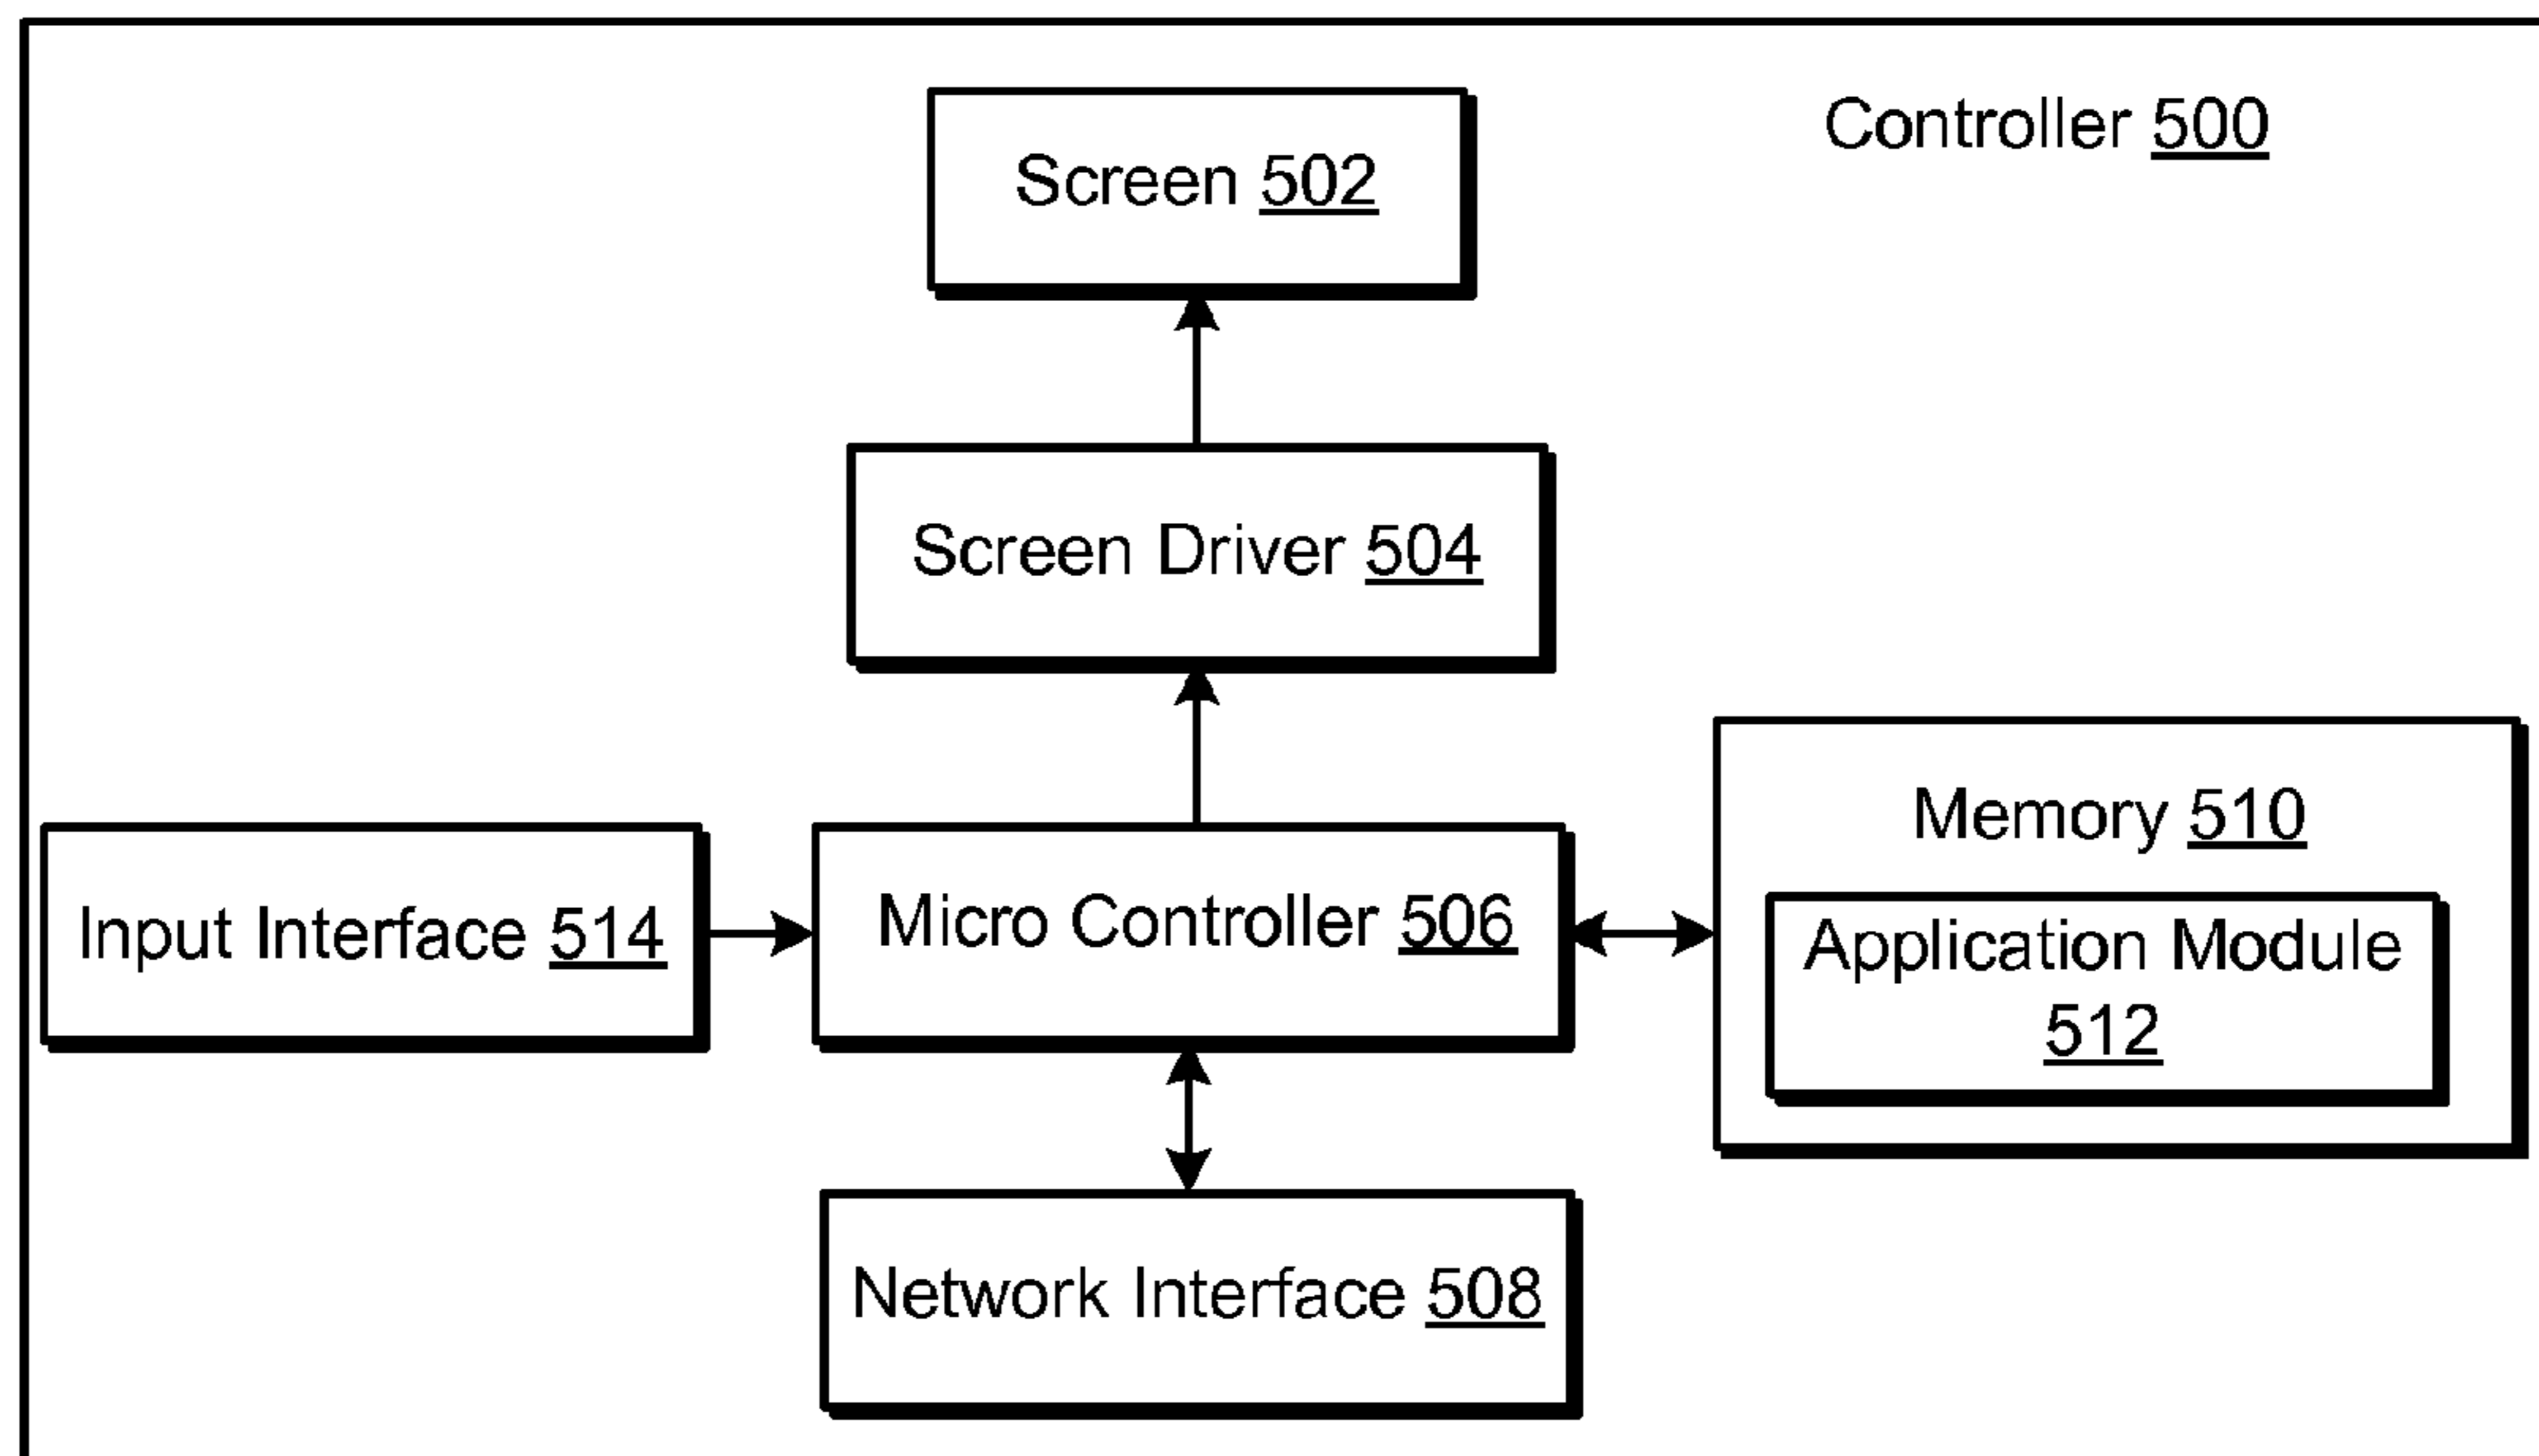 Controller 500
Screen 502
Screen Driver 504
Input Interface 514
Micro Controller 506
Memory 510
Application Module
512
Network Interface 508